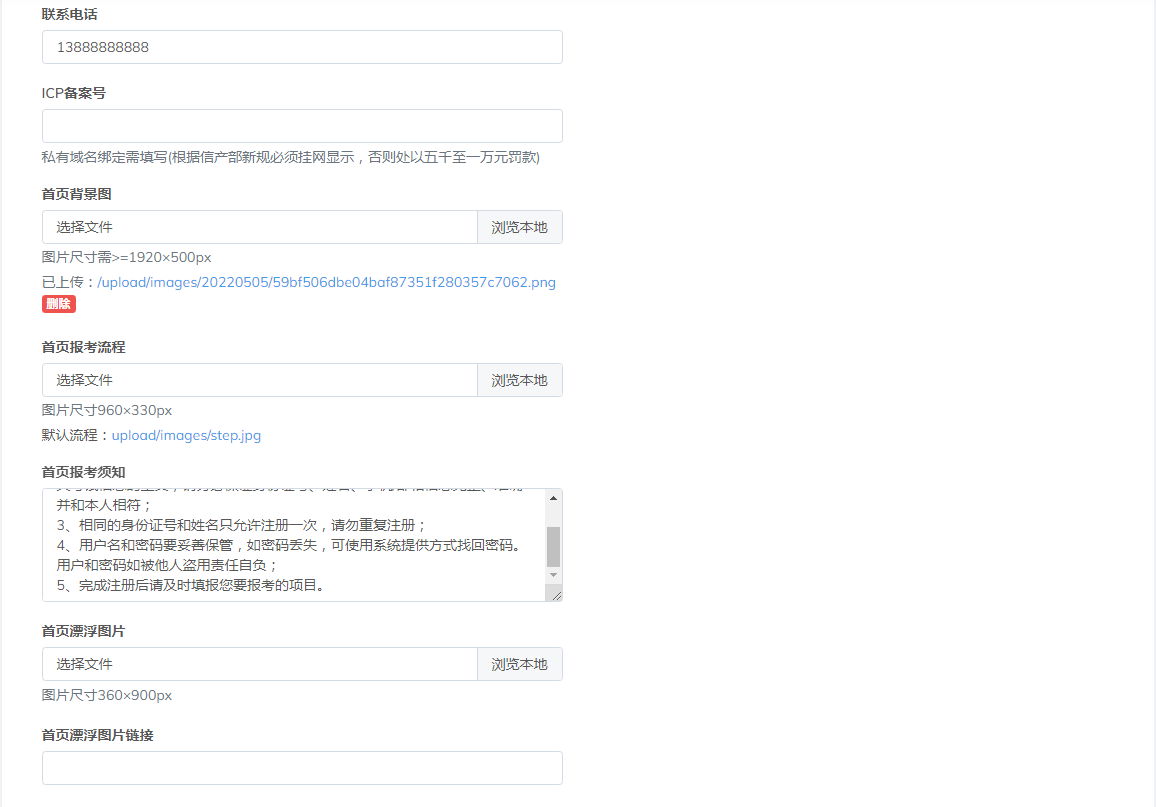 联系电话
13888888888
ICP备案号
私有域名绑定需填写(根据信产部新规必须挂网显示，否则处以五千至一万元罚款)
首页背景图
选择文件
浏览本地
图片尺寸需>=1920×500px
已上传：/upload/images/20220505/59bf506dbe04baf87351f280357c7062.png
删除
首页报考流程
选择文件
浏览本地
图片尺寸960×330px
默认流程：upload/images/step.jpg
首页报考须知
并和本人相符；
3、相同的身份证号和姓名只允许注册一次，请勿重复注册；
4、用户名和密码要妥善保管，如密码丢失，可使用系统提供方式找回密码。
用户和密码如被他人盗用责任自负；
5、完成注册后请及时填报您要报考的项目。
首页漂浮图片
选择文件
浏览本地
图片尺寸360×900px
首页漂浮图片链接